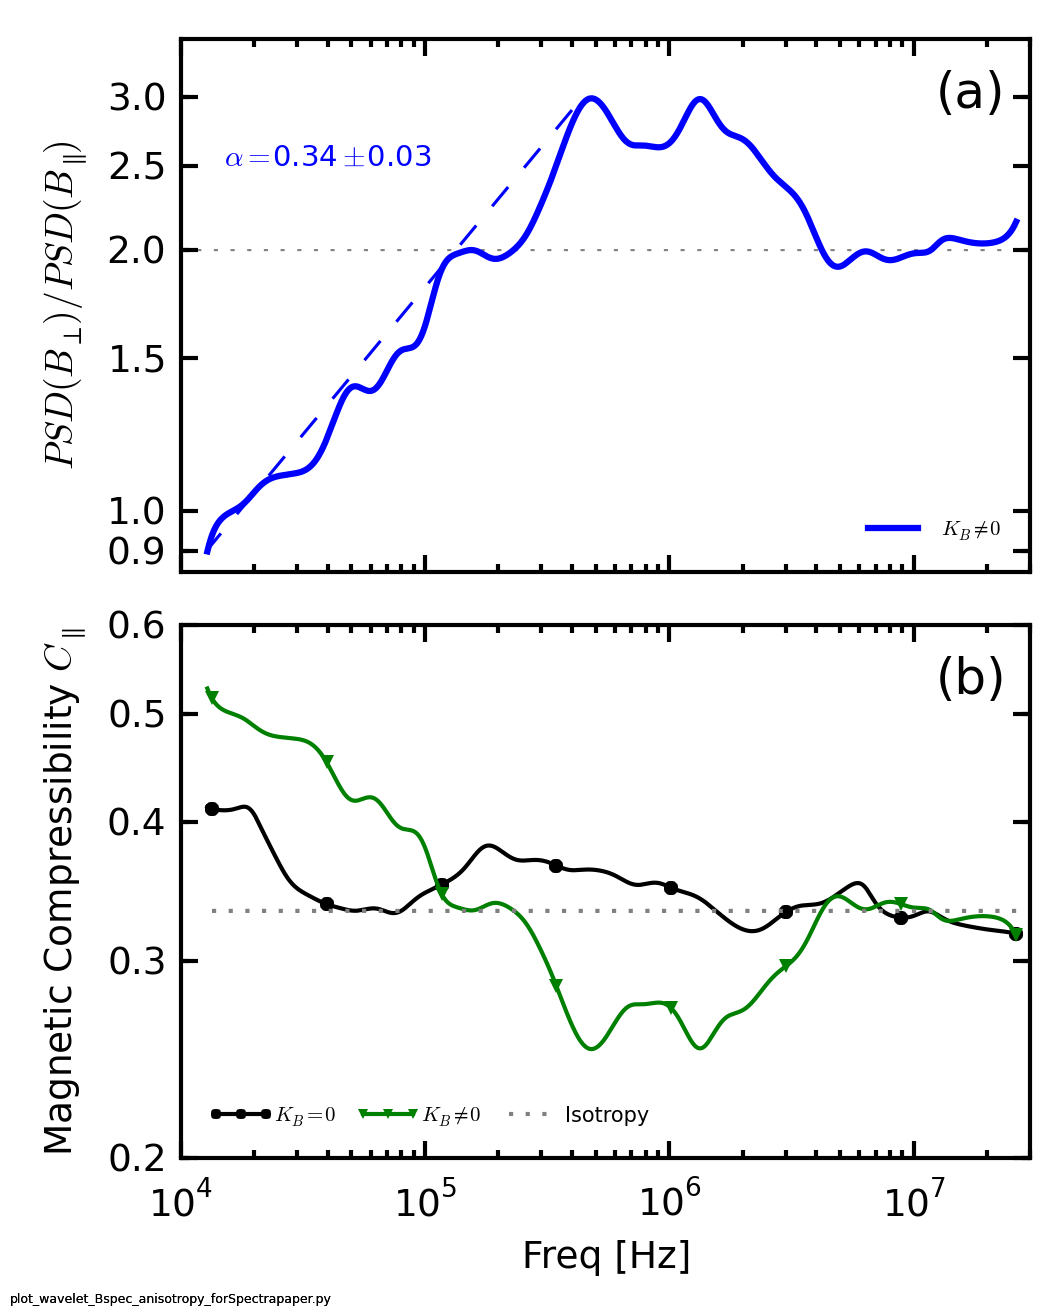 (a)
3.0
α=0.34±0.03
2.5
2.0
PSD(B⊥)/PSD(B∥)
1.5
1.0
0.9
K_B≠0
0.6
(b)
0.5
0.4
Magnetic Compressibility C∥
0.3
K_B=0 K_B≠0 Isotropy
0.2
10^4 10^5 10^6 10^7
Freq [Hz]
plot_wavelet_Bspec_anisotropy_forSpectrapaper.py